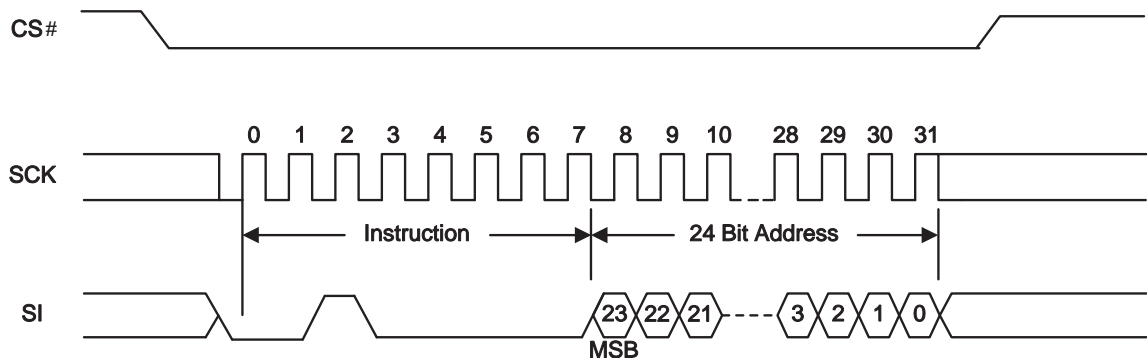 CS#
0 1 2 3 4 5 6 7 8 9 10 28 29 30 31
SCK
Instruction 24 Bit Address
SI 23 22 21 3 2 1 0
MSB